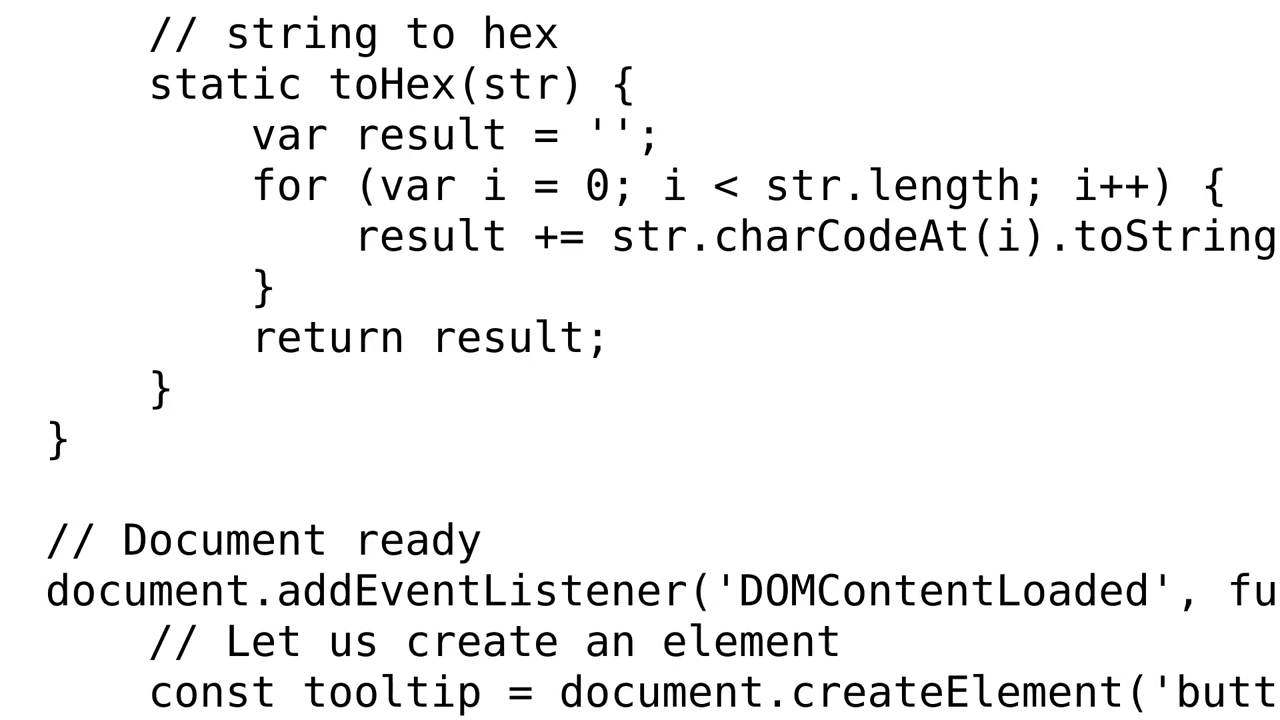 // string to hex
static toHex(str) {
var result = '';
for (var i = 0; i < str.length; i++) {
result += str.charCodeAt(i).toString
}
return result;
}
}
// Document ready
document.addEventListener('DOMContentLoaded', fu
// Let us create an element
const tooltip = document.createElement('butt